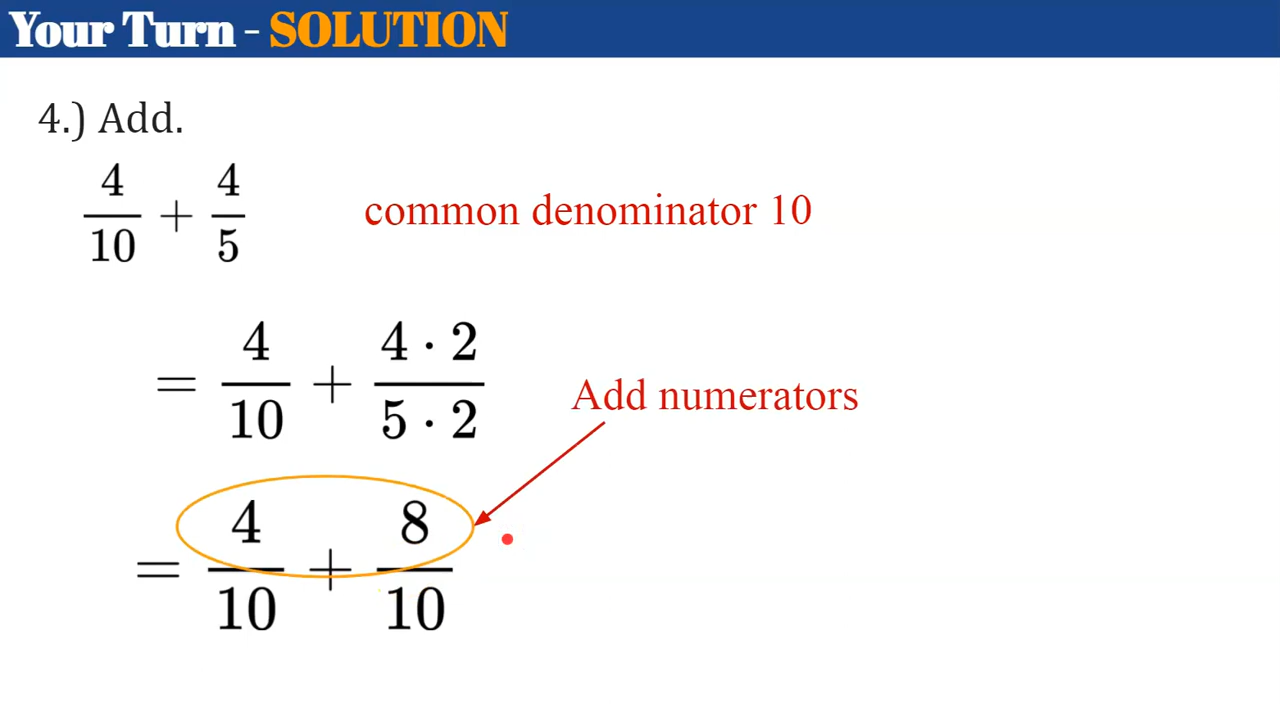 Your Turn - SOLUTION
4.) Add.
4/10 + 4/5
common denominator 10
= 4/10 + (4 · 2)/(5 · 2)
Add numerators
= 4/10 + 8/10